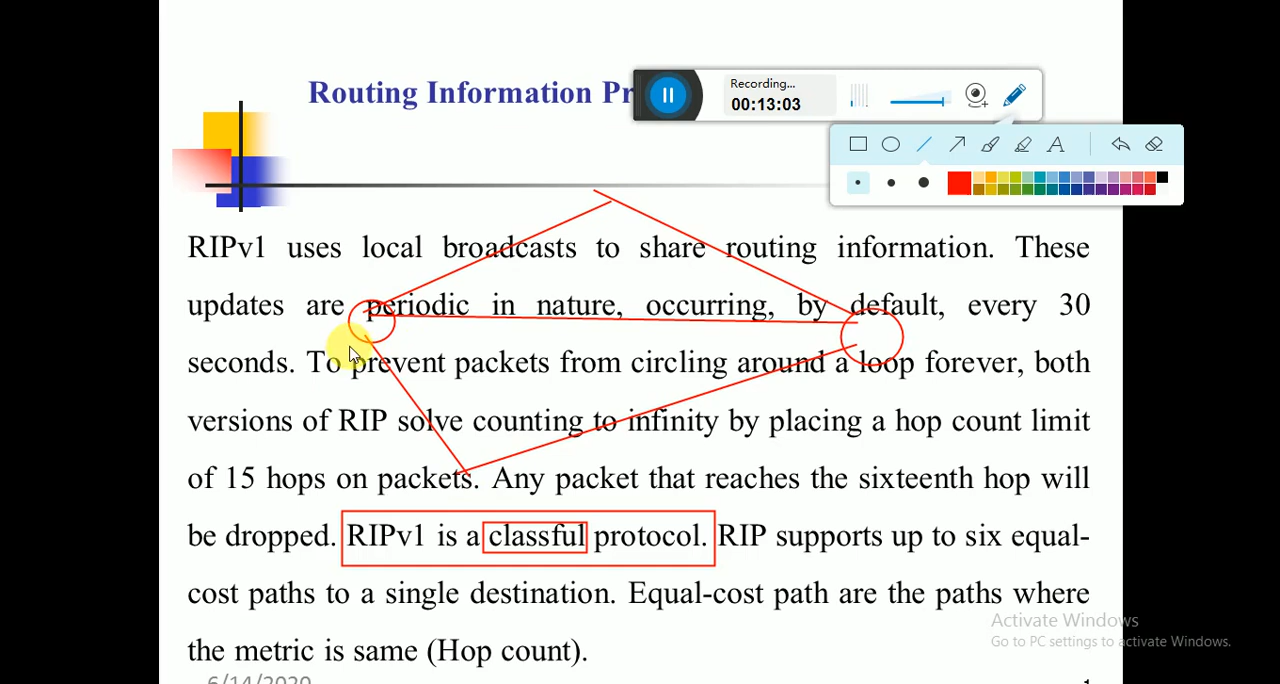 Routing Information Pr
Recording...
00:13:03
A
RIPv1 uses local broadcasts to share routing information. These
updates are periodic in nature, occurring, by default, every 30
seconds. To prevent packets from circling around a loop forever, both
versions of RIP solve counting to infinity by placing a hop count limit
of 15 hops on packets. Any packet that reaches the sixteenth hop will
be dropped. RIPv1 is a classful protocol. RIP supports up to six equal-
cost paths to a single destination. Equal-cost path are the paths where
the metric is same (Hop count).
Activate Windows
Go to PC settings to activate Windows.
6/14/2020